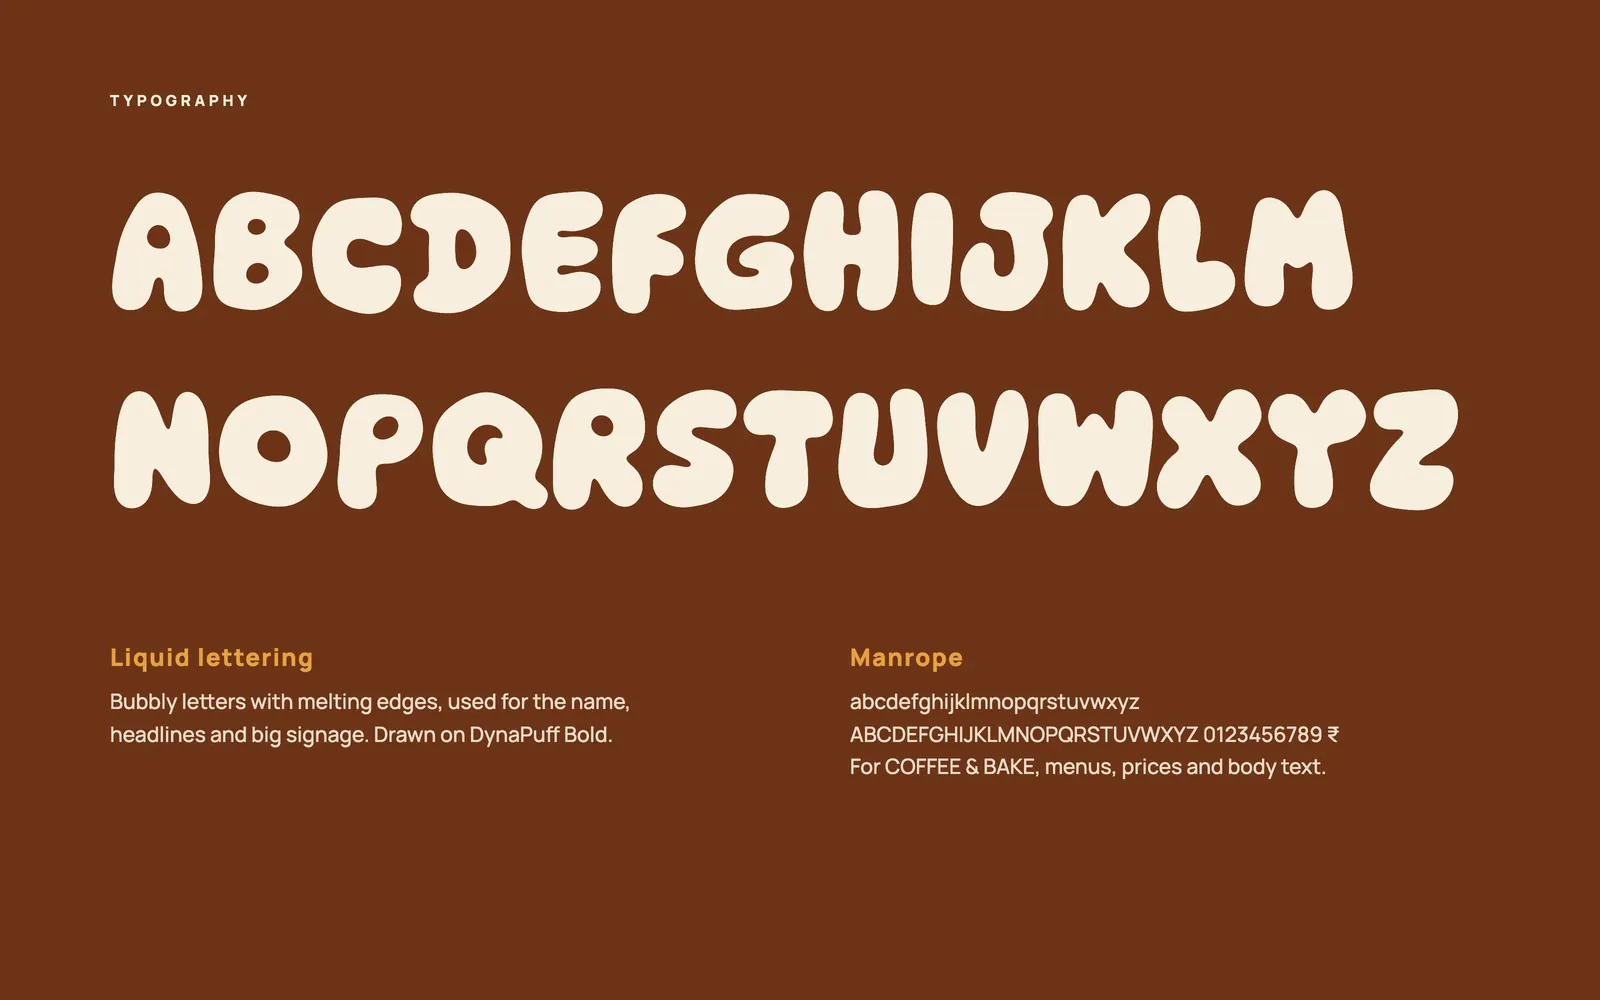 TYPOGRAPHY
ABCDEFGHIJKLM
NOPQRSTUVWXYZ
Liquid lettering
Bubbly letters with melting edges, used for the name,
headlines and big signage. Drawn on DynaPuff Bold.
Manrope
abcdefghijklmnopqrstuvwxyz
ABCDEFGHIJKLMNOPQRSTUVWXYZ 0123456789 ₹
For COFFEE & BAKE, menus, prices and body text.